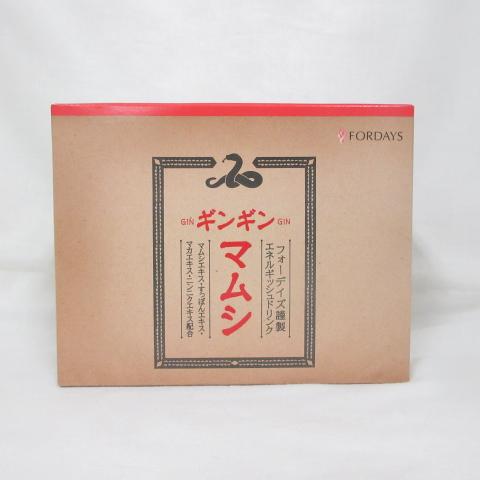 FORDAYS
GIN ギンギン GIN
マムシ
フォーデイズ謹製
エネルギッシュドリンク
マムシエキス・すっぽんエキス・
マカエキス・ニンニクエキス配合